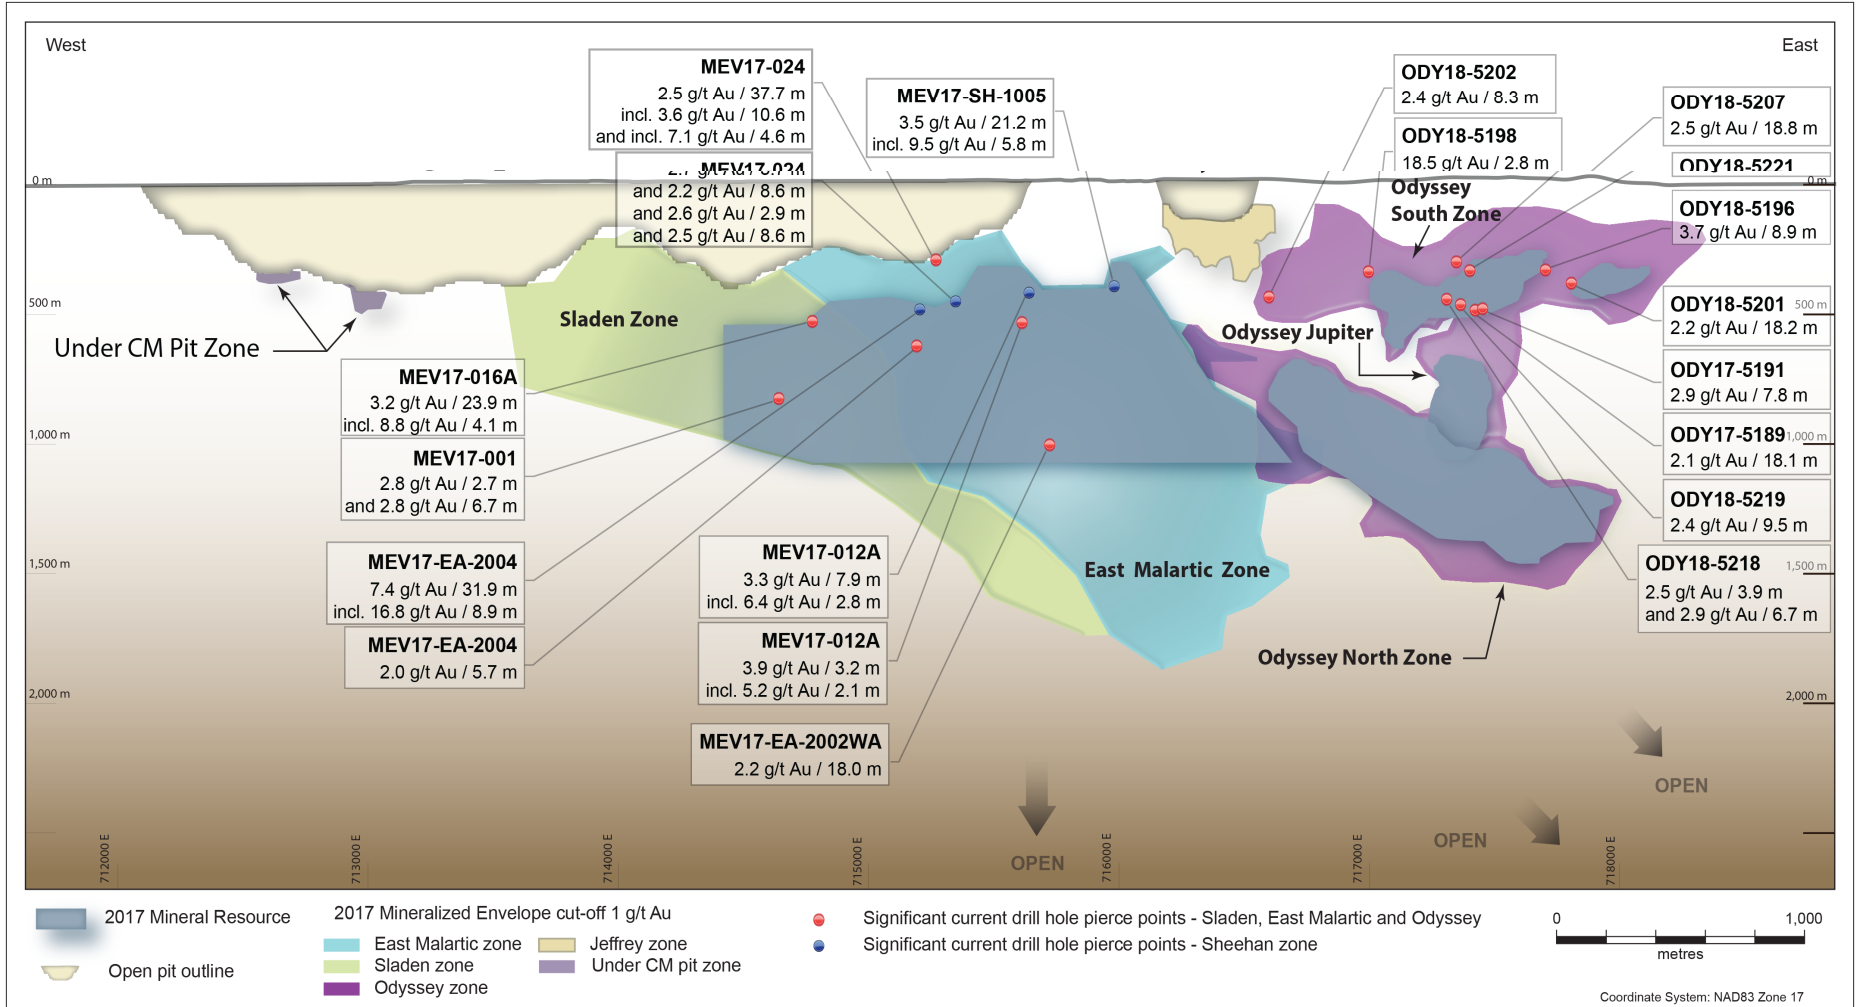 West
East
MEV17-024
2.5 g/t Au / 37.7 m
incl. 3.6 g/t Au / 10.6 m
and incl. 7.1 g/t Au / 4.6 m
MEV17-SH-1005
3.5 g/t Au / 21.2 m
incl. 9.5 g/t Au / 5.8 m
ODY18-5202
2.4 g/t Au / 8.3 m
ODY18-5198
18.5 g/t Au / 2.8 m
ODY18-5207
2.5 g/t Au / 18.8 m
ODY18-5221
MEV17-024
and 2.2 g/t Au / 8.6 m
and 2.6 g/t Au / 2.9 m
and 2.5 g/t Au / 8.6 m
0 m
0 m
Odyssey
South Zone
ODY18-5196
3.7 g/t Au / 8.9 m
500 m
500 m
Sladen Zone
Under CM Pit Zone
Odyssey Jupiter
ODY18-5201
2.2 g/t Au / 18.2 m
MEV17-016A
3.2 g/t Au / 23.9 m
incl. 8.8 g/t Au / 4.1 m
ODY17-5191
2.9 g/t Au / 7.8 m
1,000 m
1,000 m
MEV17-001
2.8 g/t Au / 2.7 m
and 2.8 g/t Au / 6.7 m
ODY17-5189
2.1 g/t Au / 18.1 m
ODY18-5219
2.4 g/t Au / 9.5 m
1,500 m
1,500 m
MEV17-EA-2004
7.4 g/t Au / 31.9 m
incl. 16.8 g/t Au / 8.9 m
MEV17-012A
3.3 g/t Au / 7.9 m
incl. 6.4 g/t Au / 2.8 m
East Malartic Zone
ODY18-5218
2.5 g/t Au / 3.9 m
and 2.9 g/t Au / 6.7 m
MEV17-EA-2004
2.0 g/t Au / 5.7 m
MEV17-012A
3.9 g/t Au / 3.2 m
incl. 5.2 g/t Au / 2.1 m
Odyssey North Zone
2,000 m
2,000 m
MEV17-EA-2002WA
2.2 g/t Au / 18.0 m
OPEN
OPEN
OPEN
712000 E
713000 E
714000 E
715000 E
716000 E
717000 E
718000 E
2017 Mineral Resource
Open pit outline
2017 Mineralized Envelope cut-off 1 g/t Au
East Malartic zone
Sladen zone
Odyssey zone
Jeffrey zone
Under CM pit zone
Significant current drill hole pierce points - Sladen, East Malartic and Odyssey
Significant current drill hole pierce points - Sheehan zone
0
1,000
metres
Coordinate System: NAD83 Zone 17